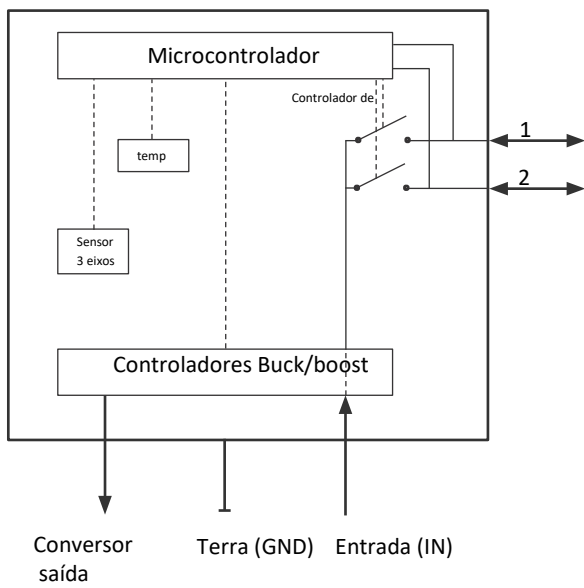 Microcontrolador
Controlador de
1
temp
2
Sensor
3 eixos
Controladores Buck/boost
Conversor
saída
Terra (GND)
Entrada (IN)